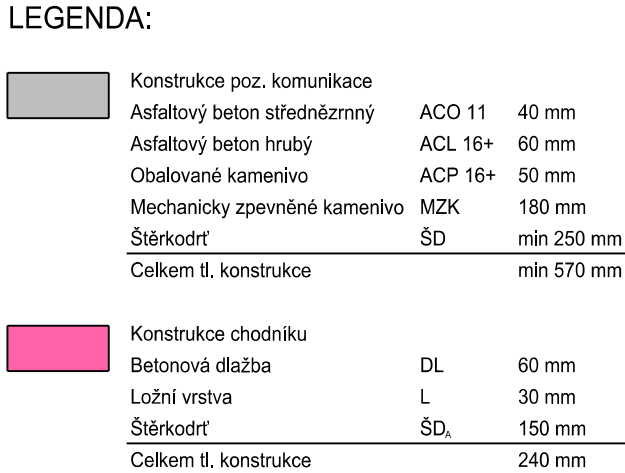 LEGENDA:
Konstrukce poz. komunikace
Asfaltový beton střednězrnný ACO 11 40 mm
Asfaltový beton hrubý ACL 16+ 60 mm
Obalované kamenivo ACP 16+ 50 mm
Mechanicky zpevněné kamenivo MZK 180 mm
Štěrkodrť ŠD min 250 mm
Celkem tl. konstrukce min 570 mm
Konstrukce chodníku
Betonová dlažba DL 60 mm
Ložní vrstva L 30 mm
Štěrkodrť ŠDA 150 mm
Celkem tl. konstrukce 240 mm